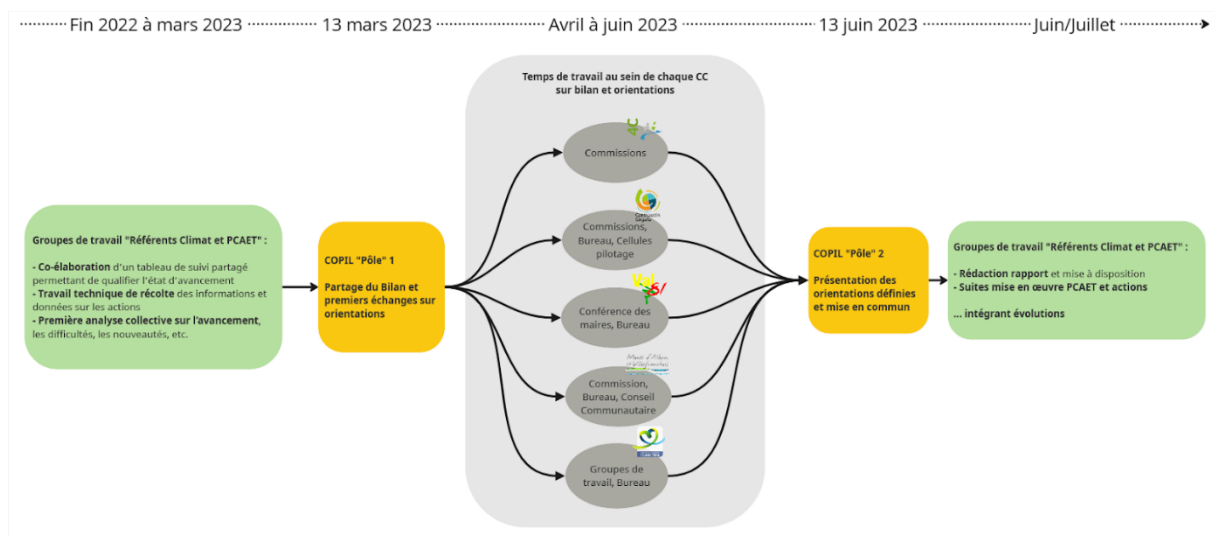 Fin 2022 à mars 2023
13 mars 2023
Avril à juin 2023
13 juin 2023
Juin/Juillet
Groupes de travail "Référents Climat et PCAET" :
- Co-élaboration d'un tableau de suivi partagé
permettant de qualifier l'état d'avancement
- Travail technique de récolte des informations et
données sur les actions
- Première analyse collective sur l'avancement,
les difficultés, les nouveautés, etc.
COPIL "Pôle" 1
Partage du Bilan et
premiers échanges sur
orientations
Temps de travail au sein de chaque CC
sur bilan et orientations
4C
Commissions
Commissions,
Bureau, Cellules
pilotage
Conférence des
maires, Bureau
Commission,
Bureau, Conseil
Communautaire
Groupes de
travail, Bureau
COPIL "Pôle" 2
Présentation des
orientations définies
et mise en commun
Groupes de travail "Référents Climat et PCAET" :
- Rédaction rapport et mise à disposition
- Suites mise en œuvre PCAET et actions
... intégrant évolutions